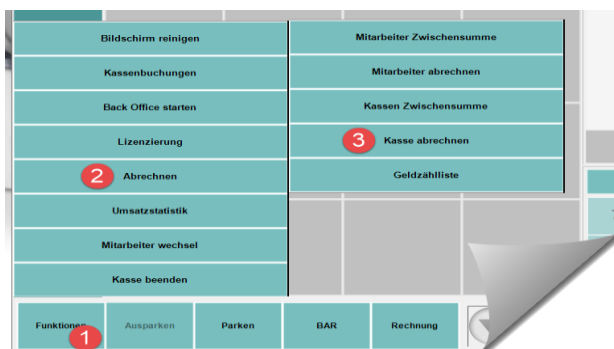 Bildschirm reinigen
Kassenbuchungen
Back Office starten
Lizenzierung
2 Abrechnen
Umsatzstatistik
Mitarbeiter wechsel
Kasse beenden
Mitarbeiter Zwischensumme
Mitarbeiter abrechnen
Kassen Zwischensumme
3 Kasse abrechnen
Geldzählliste
Funktionen 1
Ausparken
Parken
BAR
Rechnung